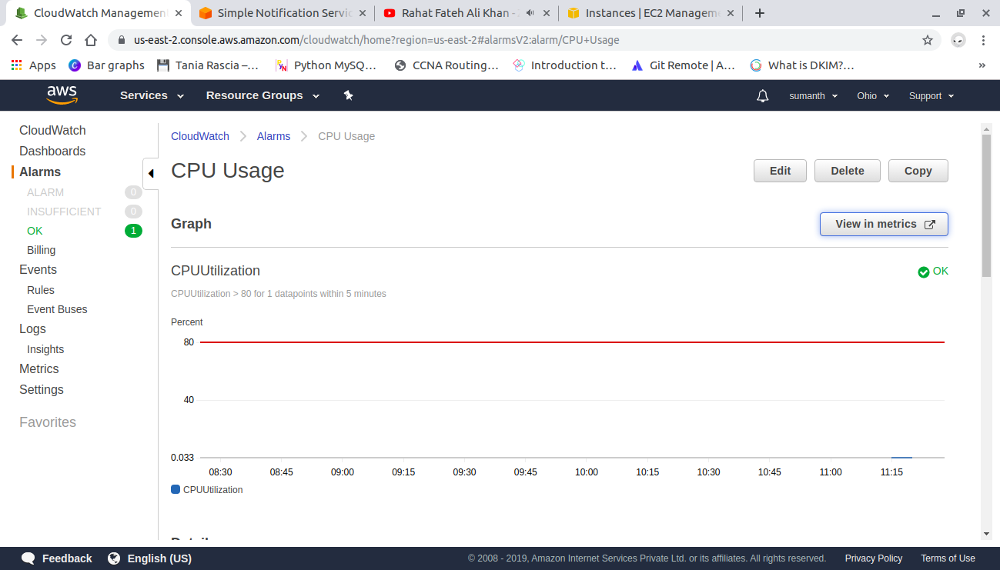 CloudWatch Management
Simple Notification Servic
Rahat Fateh Ali Khan -
Instances | EC2 Managem
us-east-2.console.aws.amazon.com/cloudwatch/home?region=us-east-2#alarmsV2:alarm/CPU+Usage
Apps
Bar graphs
Tania Rascia –...
Python MySQ...
CCNA Routing...
Introduction t...
Git Remote | A...
What is DKIM?...
»
aws
Services
Resource Groups
sumanth
Ohio
Support
CloudWatch
Dashboards
Alarms
ALARM 0
INSUFFICIENT 0
OK 1
Billing
Events
Rules
Event Buses
Logs
Insights
Metrics
Settings
Favorites
CloudWatch
Alarms
CPU Usage
CPU Usage
Edit
Delete
Copy
Graph
View in metrics
CPUUtilization
OK
CPUUtilization > 80 for 1 datapoints within 5 minutes
Percent
80
40
0.033
08:30 08:45 09:00 09:15 09:30 09:45 10:00 10:15 10:30 10:45 11:00 11:15
CPUUtilization
Feedback
English (US)
© 2008 - 2019, Amazon Internet Services Private Ltd. or its affiliates. All rights reserved.
Privacy Policy
Terms of Use